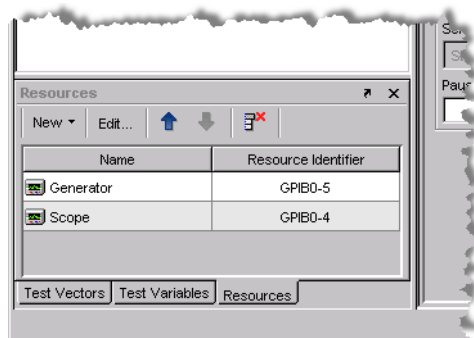 Resources
New Edit...
Name Resource Identifier
Generator GPIB0-5
Scope GPIB0-4
Test Vectors Test Variables Resources